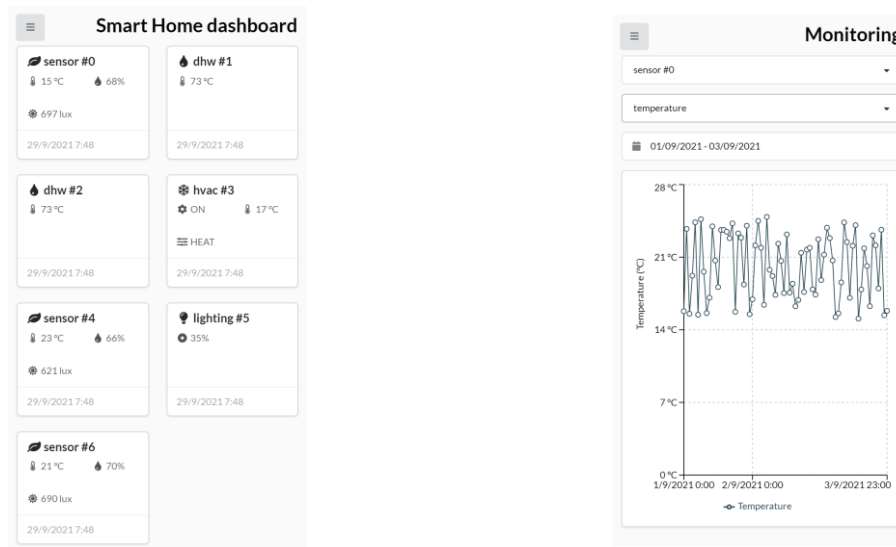 Smart Home dashboard
sensor #0
15 °C 68%
697 lux
29/9/2021 7:48
dhw #1
73 °C
29/9/2021 7:48
dhw #2
73 °C
29/9/2021 7:48
hvac #3
ON 17 °C
HEAT
29/9/2021 7:48
sensor #4
23 °C 66%
621 lux
29/9/2021 7:48
lighting #5
35%
29/9/2021 7:48
sensor #6
21 °C 70%
690 lux
29/9/2021 7:48
Monitoring
sensor #0
temperature
01/09/2021 - 03/09/2021
28 °C
21 °C
14 °C
7 °C
0 °C
Temperature (°C)
1/9/2021 0:00 2/9/2021 0:00 3/9/2021 23:00
Temperature